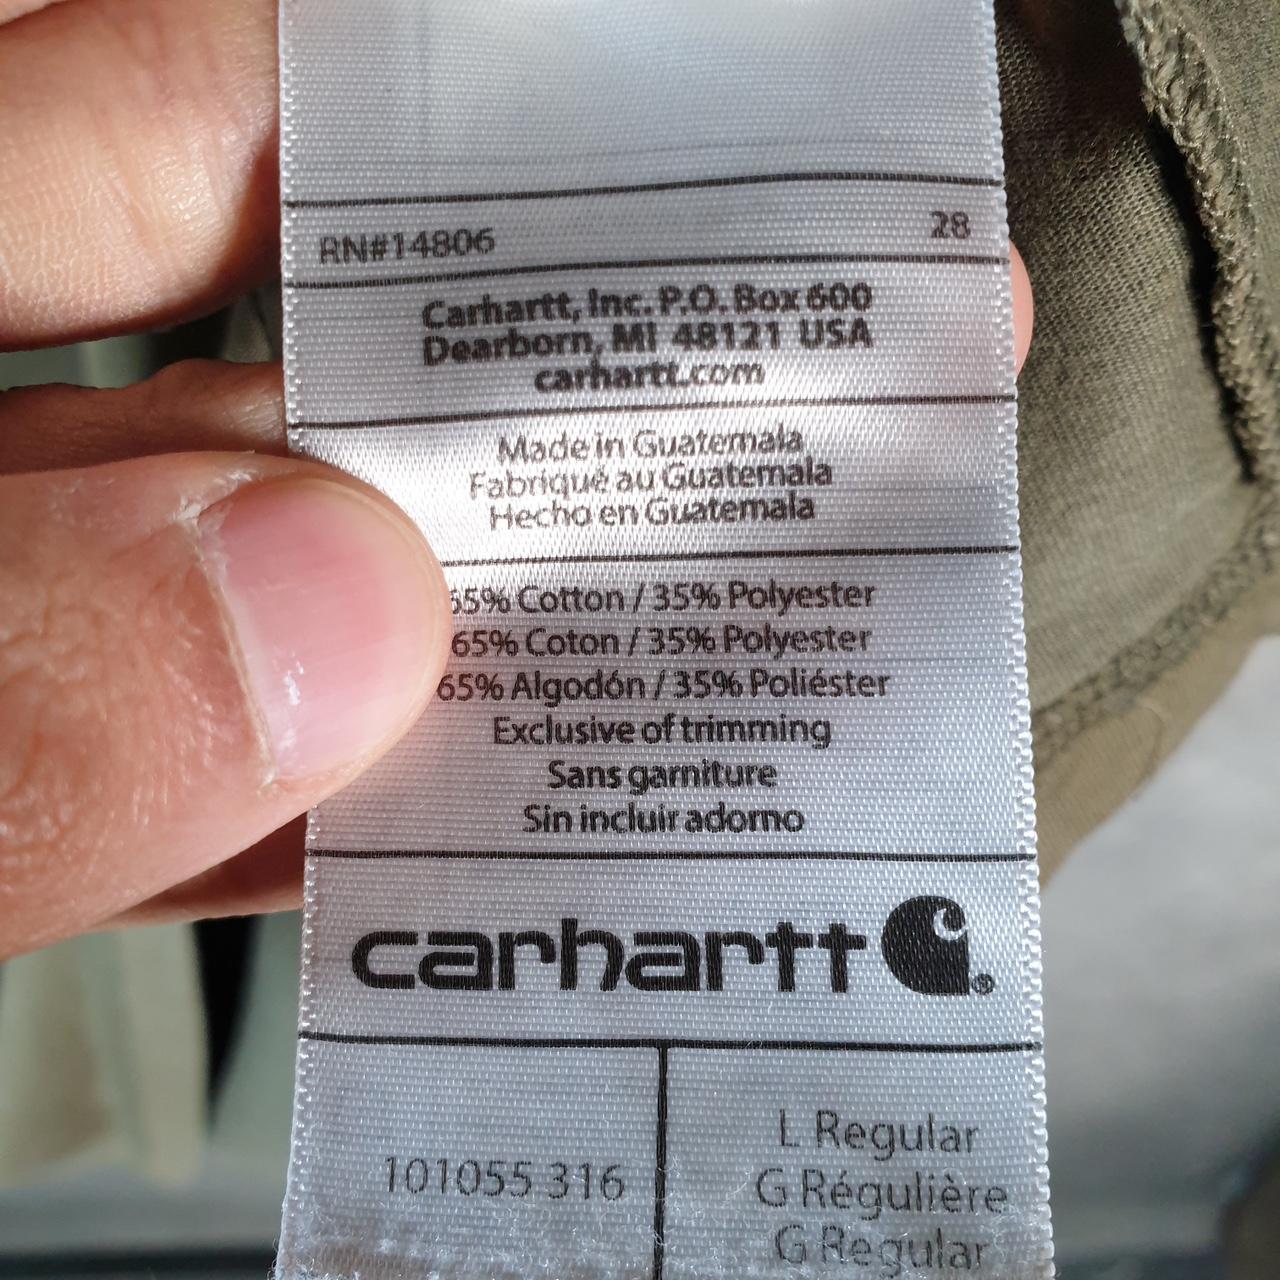 RN#14806 28
Carhartt, Inc. P.O. Box 600
Dearborn, MI 48121 USA
carhartt.com
Made in Guatemala
Fabriqué au Guatemala
Hecho en Guatemala
65% Cotton / 35% Polyester
65% Coton / 35% Polyester
65% Algodón / 35% Poliéster
Exclusive of trimming
Sans garniture
Sin incluir adorno
carhartt
101055 316
L Regular
G Régulière
G Regular